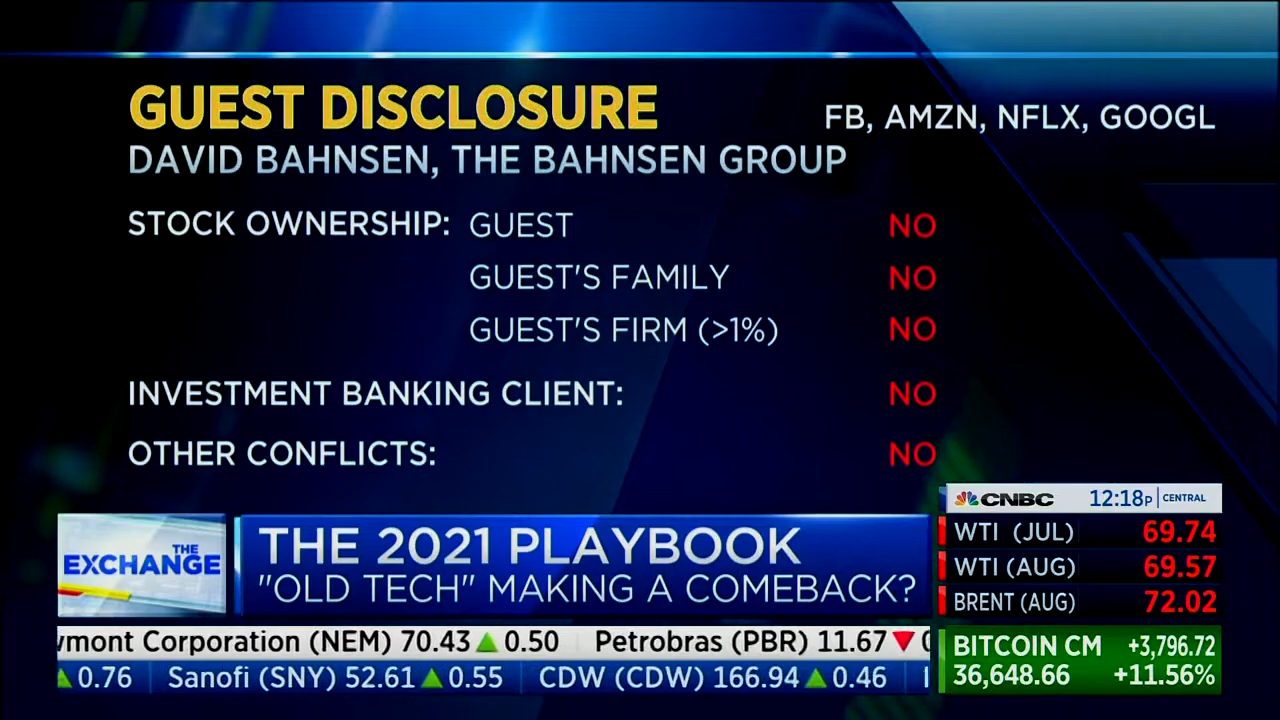 GUEST DISCLOSURE
FB, AMZN, NFLX, GOOGL
DAVID BAHNSEN, THE BAHNSEN GROUP
STOCK OWNERSHIP: GUEST NO
GUEST'S FAMILY NO
GUEST'S FIRM (>1%) NO
INVESTMENT BANKING CLIENT: NO
OTHER CONFLICTS: NO
CNBC 12:18P CENTRAL
WTI (JUL) 69.74
WTI (AUG) 69.57
BRENT (AUG) 72.02
THE EXCHANGE
THE 2021 PLAYBOOK
"OLD TECH" MAKING A COMEBACK?
wmont Corporation (NEM) 70.43 ▲ 0.50 Petrobras (PBR) 11.67 ▼
▲ 0.76 Sanofi (SNY) 52.61 ▲ 0.55 CDW (CDW) 166.94 ▲ 0.46
BITCOIN CM +3,796.72
36,648.66 +11.56%